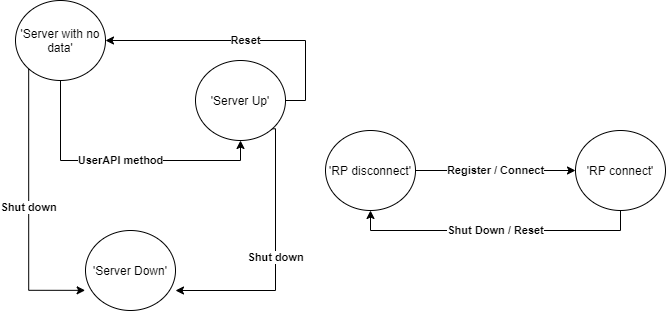 'Server with no
data'
Reset
'Server Up'
UserAPI method
'RP disconnect'
Register / Connect
'RP connect'
Shut down
Shut Down / Reset
Shut down
'Server Down'